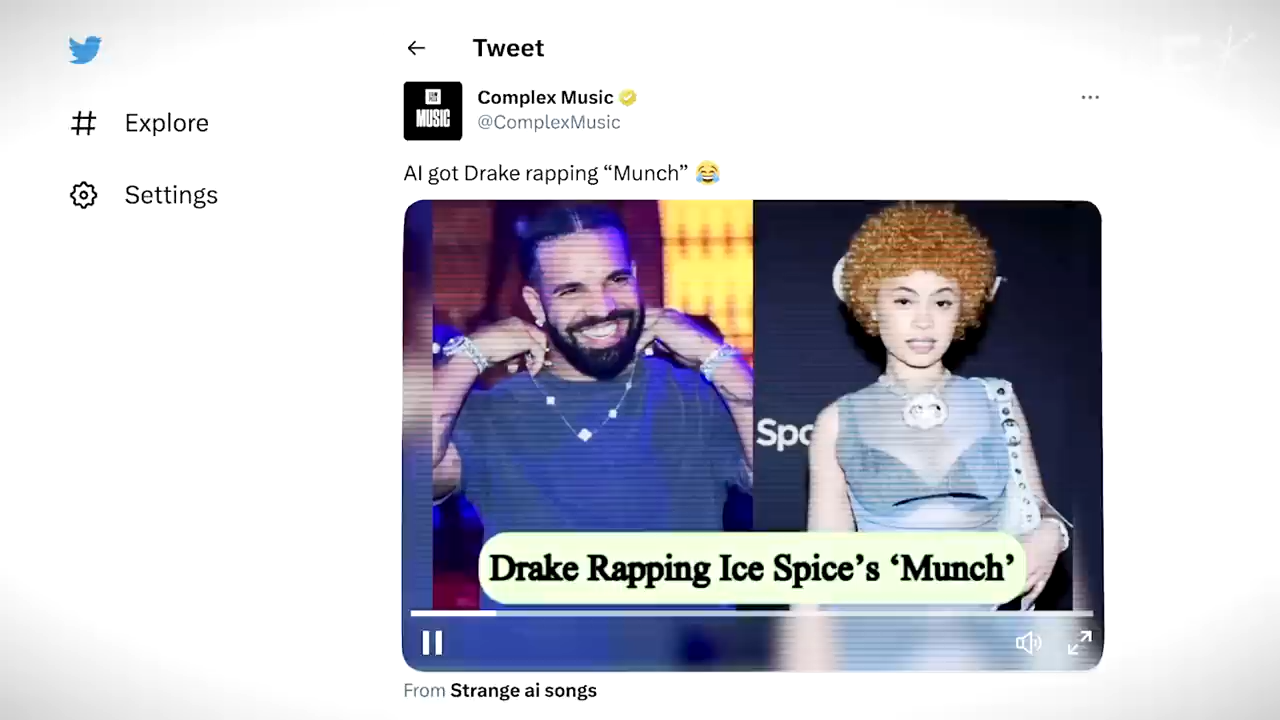 Tweet
Explore
Settings
Complex Music
@ComplexMusic
MUSIC
AI got Drake rapping “Munch” 😂
Spo
Drake Rapping Ice Spice’s ‘Munch’
From Strange ai songs